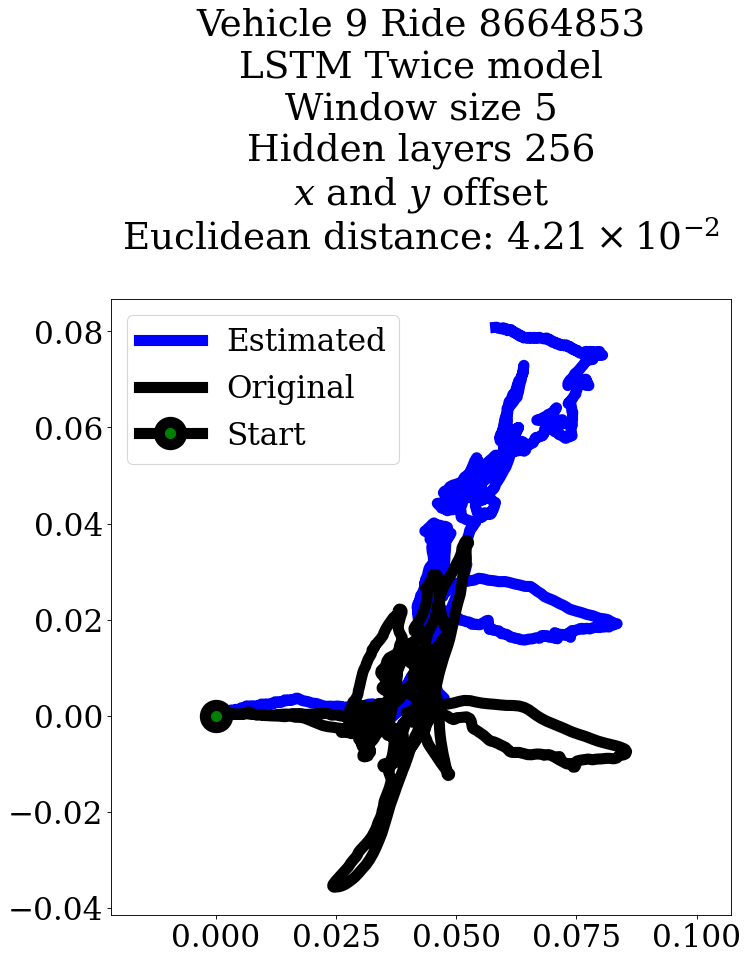 Vehicle 9 Ride 8664853
LSTM Twice model
Window size 5
Hidden layers 256
x and y offset
Euclidean distance: 4.21 × 10⁻²
Estimated
Original
Start
0.08
0.06
0.04
0.02
0.00
−0.02
−0.04
0.000 0.025 0.050 0.075 0.100